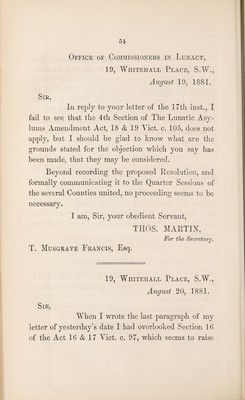 54
OFFICE OF COMMISSIONERS IN LUNACY,
19, WHITEHALL PLACE, S.W.,
August 19, 1881.
SIR,
In reply to your letter of the 17th inst., I
fail to see that the 4th Section of The Lunatic Asy-
lums Amendment Act, 18 & 19 Vict. c. 105, does not
apply, but I should be glad to know what are the
grounds stated for the objection which you say has
been made, that they may be considered.
Beyond recording the proposed Resolution, and
formally communicating it to the Quarter Sessions of
the several Counties united, no proceeding seems to be
necessary.
I am, Sir, your obedient Servant,
THOS. MARTIN,
For the Secretary.
T. MUSGRAVE FRANCIS, Esq.
19, WHITEHALL PLACE, S.W.,
August 20, 1881.
SIR,
When I wrote the last paragraph of my
letter of yesterday's date I had overlooked Section 16
of the Act 16 & 17 Vict. c. 97, which seems to raise